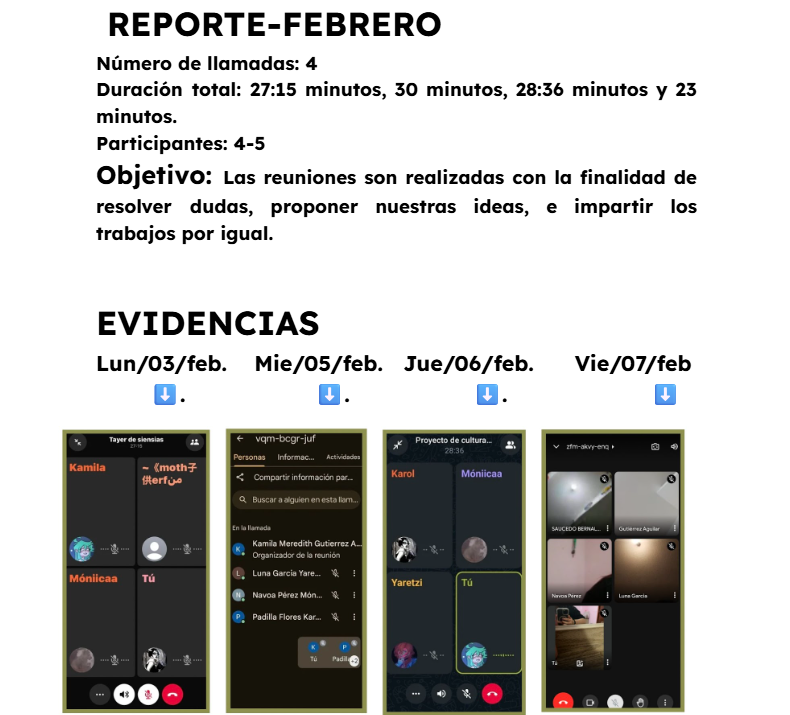 REPORTE-FEBRERO
Número de llamadas: 4
Duración total: 27:15 minutos, 30 minutos, 28:36 minutos y 23
minutos.
Participantes: 4-5
Objetivo: Las reuniones son realizadas con la finalidad de
resolver dudas, proponer nuestras ideas, e impartir los
trabajos por igual.
EVIDENCIAS
Lun/03/feb. Mie/05/feb. Jue/06/feb. Vie/07/feb
. . .
Tayer de siensias
27:15
Kamila
~《moth子
供erfمن
Móniicaa
Tú
vqm-bcgr-juf
Personas Informac... Actividades
Compartir información par...
Buscar a alguien en esta llam...
En la llamada
K Kamila Meredith Gutierrez A...
Organizador de la reunión
L Luna García Yare...
N Navoa Pérez Món...
P Padilla Flores Kar...
K P
Tú Padill +2
Proyecto de cultura...
28:36
Karol
Móniicaa
Yaretzi
Tú
zfm-akvy-enq
SAUCEDO BERNAL...
Gutierrez Aguilar
Navoa Pérez
Luna García
Tú